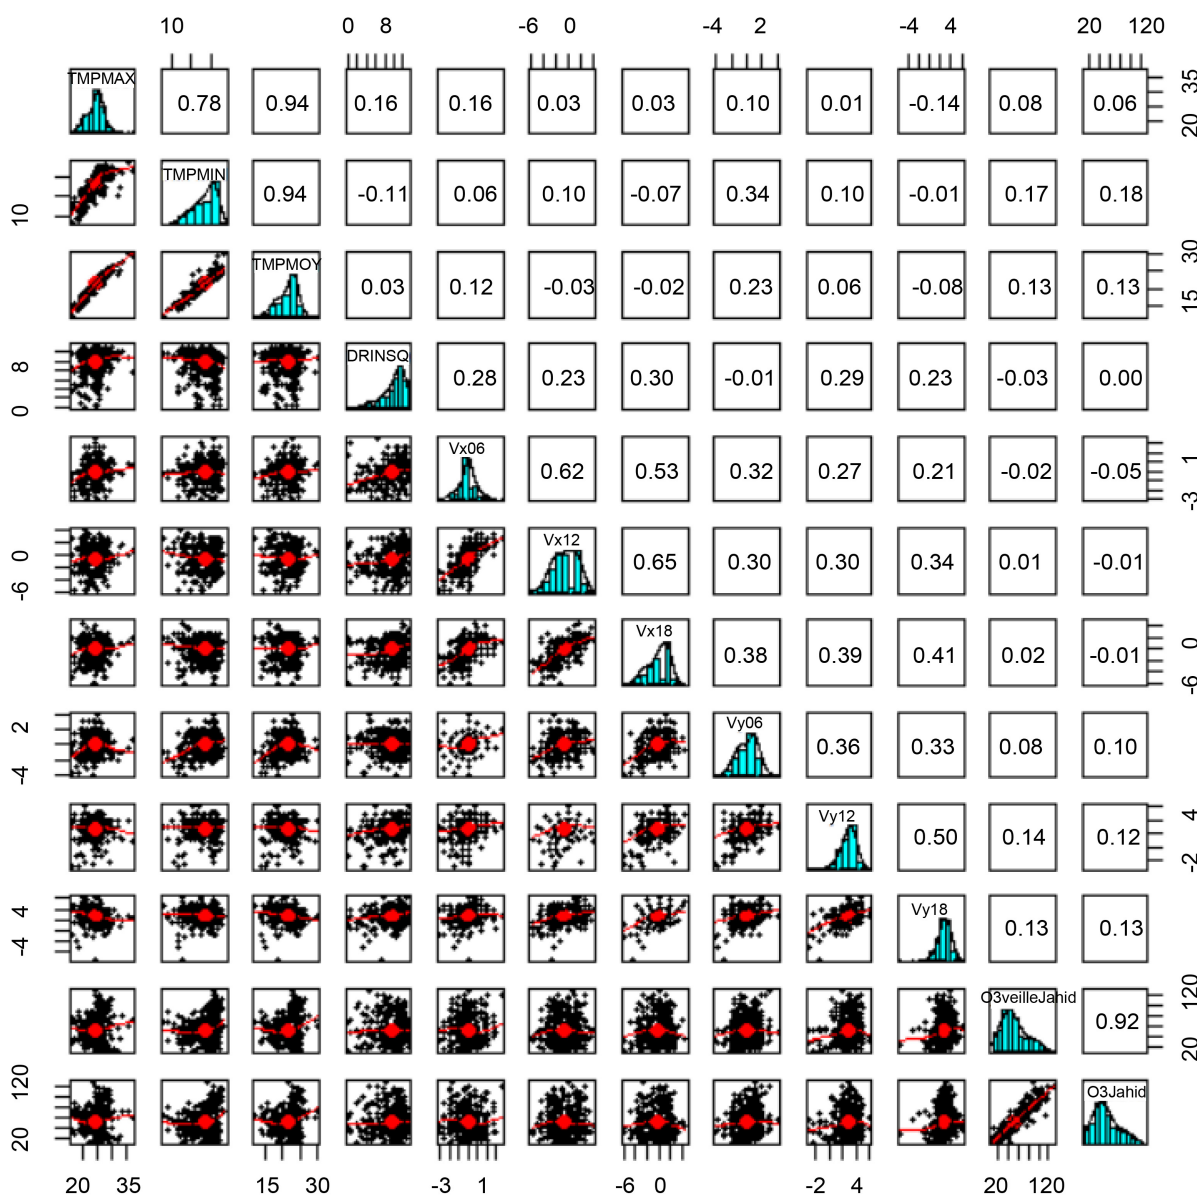 10 0 8 -6 0 -4 2 -4 4 20 120
TMPMAX 0.78 0.94 0.16 0.16 0.03 0.03 0.10 0.01 -0.14 0.08 0.06 20 35
10 TMPMIN 0.94 -0.11 0.06 0.10 -0.07 0.34 0.10 -0.01 0.17 0.18
TMPMOY 0.03 0.12 -0.03 -0.02 0.23 0.06 -0.08 0.13 0.13 15 30
0 8 DRINSQ 0.28 0.23 0.30 -0.01 0.29 0.23 -0.03 0.00
Vx06 0.62 0.53 0.32 0.27 0.21 -0.02 -0.05 -3 1
-6 0 Vx12 0.65 0.30 0.30 0.34 0.01 -0.01
Vx18 0.38 0.39 0.41 0.02 -0.01 -6 0
-4 2 Vy06 0.36 0.33 0.08 0.10
Vy12 0.50 0.14 0.12 -2 4
-4 4 Vy18 0.13 0.13
O3veilleJahid 0.92 20 120
20 120 O3Jahid
20 35 15 30 -3 1 -6 0 -2 4 20 120